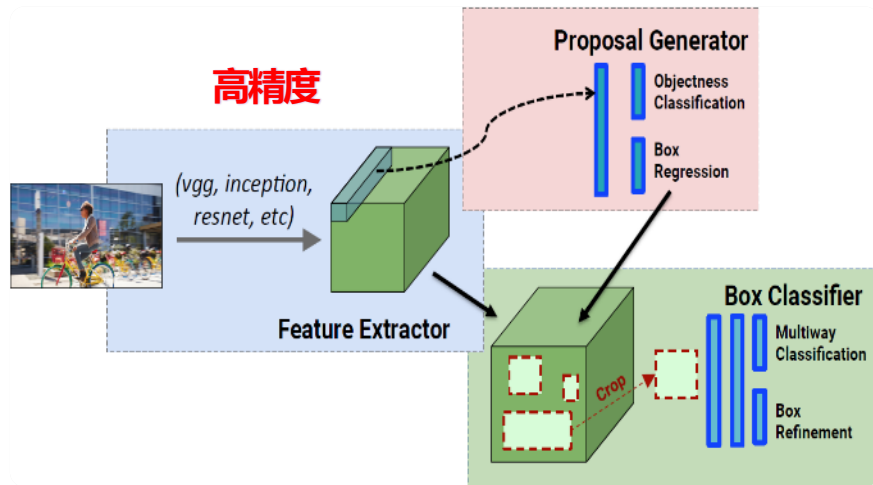 高精度
Proposal Generator
Objectness
Classification
Box
Regression
(vgg, inception,
resnet, etc)
Feature Extractor
Box Classifier
Multiway
Classification
Crop
Box
Refinement